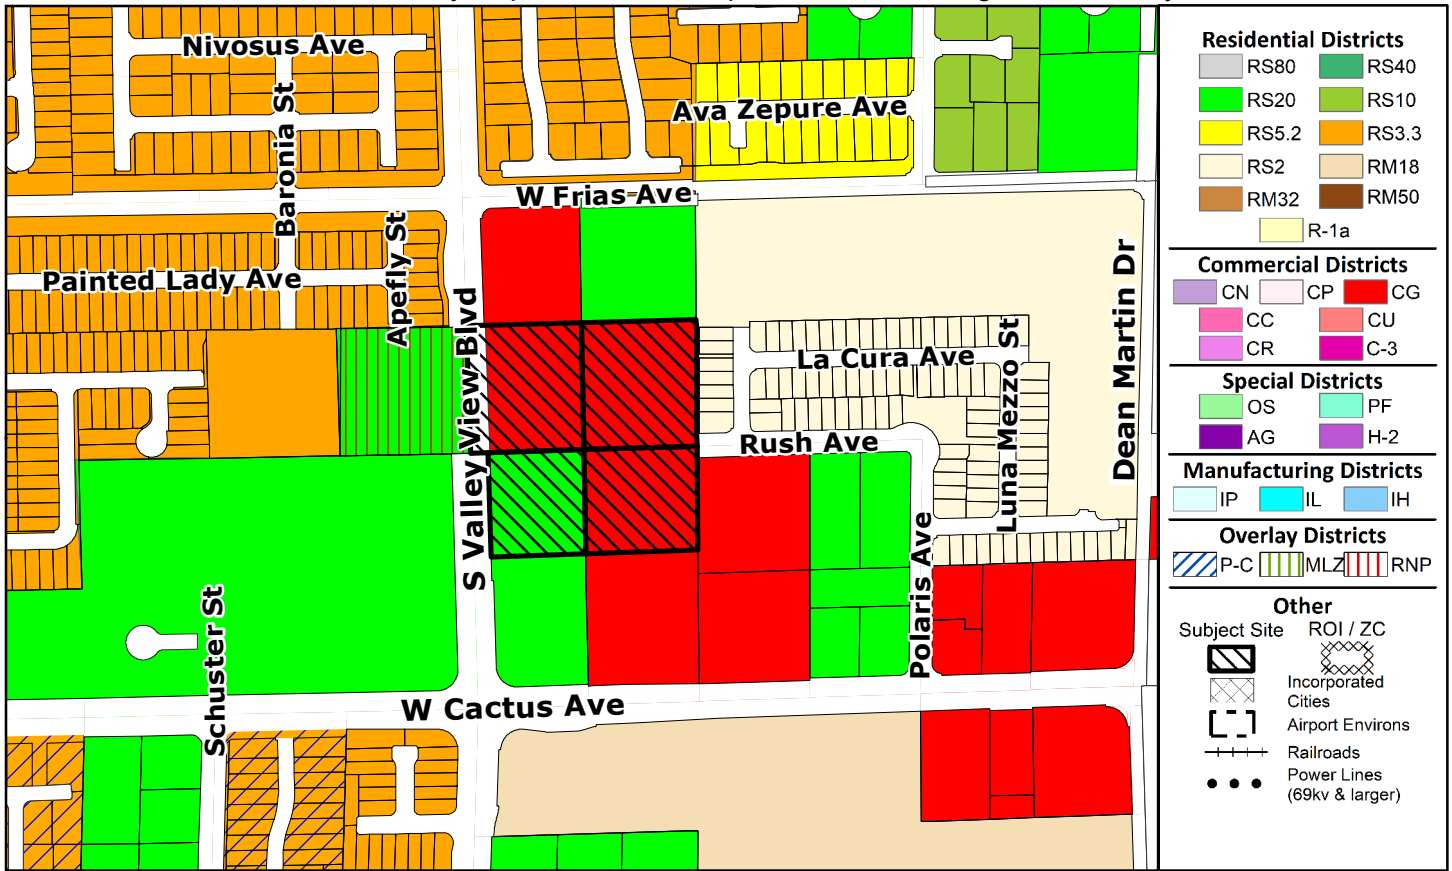 Nivosus Ave
Baronia St
Ava Zepure Ave
W Frias Ave
Apefly St
Painted Lady Ave
S Valley View Blvd
La Cura Ave
Rush Ave
Luna Mezzo St
Dean Martin Dr
Polaris Ave
Schuster St
W Cactus Ave
Residential Districts
RS80 RS40
RS20 RS10
RS5.2 RS3.3
RS2 RM18
RM32 RM50
R-1a
Commercial Districts
CN CP CG
CC CU
CR C-3
Special Districts
OS PF
AG H-2
Manufacturing Districts
IP IL IH
Overlay Districts
P-C MLZ RNP
Other
Subject Site ROI / ZC
Incorporated
Cities
Airport Environs
Railroads
Power Lines
(69kv & larger)